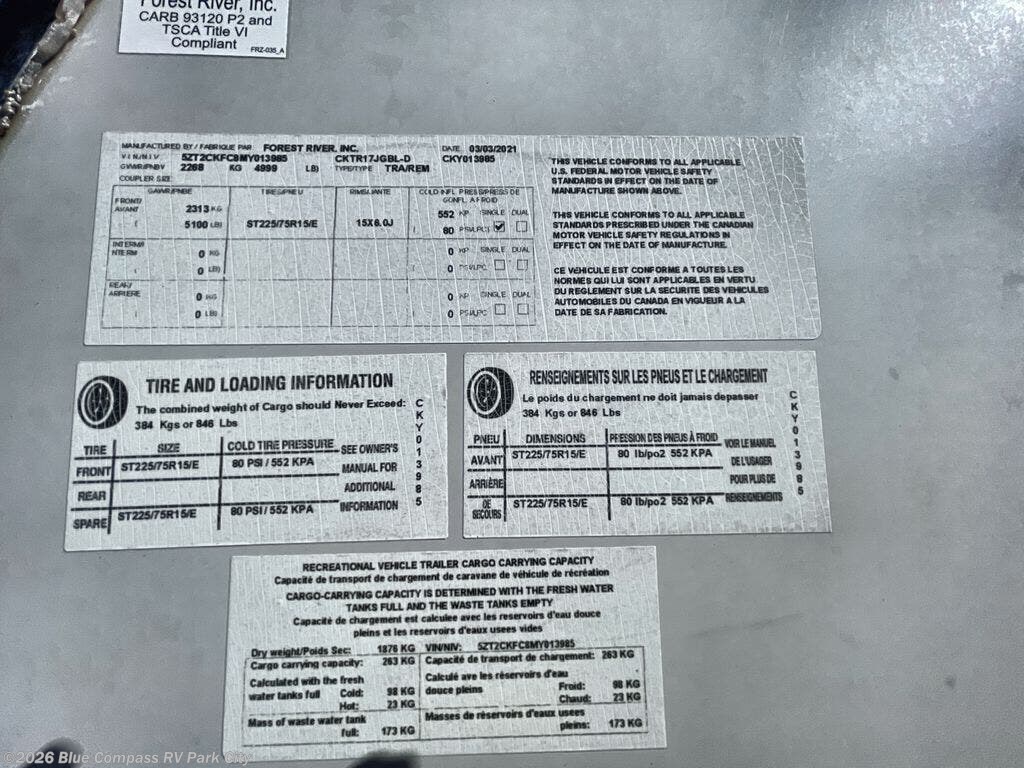 Forest River, Inc.
CARB 93120 P2 and
TSCA Title VI
Compliant
FRZ-035_A
MANUFACTURED BY / FABRIQUE PAR FOREST RIVER, INC. DATE 03/03/2021
V I N / N I V 5ZT2CKFC8MY013985 CKTR17JGBL-D CKY013985
GVWR/PNBV 2268 KG 4999 LB) TYPE/TYPE TRA/REM
COUPLER SIZE
GAWR/PNBE TIRES/PNEU RIMS/JANTE COLD INFL. PRESS/PRESS DE
GONFL. A FROID
FRONT/
AVANT 2313 KG 552 KP SINGLE DUAL
( 5100 LB) ST225/75R15/E 15X6.0J ( 80 PSI/LPC)
INTERM/
INTERM 0 KG 0 KP SINGLE DUAL
( 0 LB) ( 0 PSI/LPC
REAR/
ARRIERE 0 KG 0 KP SINGLE DUAL
( 0 LB) 0 PSI/LPC
THIS VEHICLE CONFORMS TO ALL APPLICABLE
U.S. FEDERAL MOTOR VEHICLE SAFETY
STANDARDS IN EFFECT ON THE DATE OF
MANUFACTURE SHOWN ABOVE.
THIS VEHICLE CONFORMS TO ALL APPLICABLE
STANDARDS PRESCRIBED UNDER THE CANADIAN
MOTOR VEHICLE SAFETY REGULATIONS IN
EFFECT ON THE DATE OF MANUFACTURE.
CE VEHICULE EST CONFORME A TOUTES LES
NORMES QUI LUI SONT APPLICABLES EN VERTU
DU REGLEMENT SUR LA SECURITE DES VEHICULES
AUTOMOBILES DU CANADA EN VIGUEUR A LA
DATE DE SA FABRICATION.
TIRE AND LOADING INFORMATION
The combined weight of Cargo should Never Exceed:
384 Kgs or 846 Lbs
TIRE SIZE COLD TIRE PRESSURE SEE OWNER'S
FRONT ST225/75R15/E 80 PSI / 552 KPA MANUAL FOR
REAR ADDITIONAL
SPARE ST225/75R15/E 80 PSI / 552 KPA INFORMATION
CKY013985
RENSEIGNEMENTS SUR LES PNEUS ET LE CHARGEMENT
Le poids du chargement ne doit jamais depasser
384 Kgs or 846 Lbs
PNEU DIMENSIONS PRESSION DES PNEUS À FROID VOIR LE MANUEL
AVANT ST225/75R15/E 80 lb/po2 552 KPA DE L'USAGER
ARRIÈRE POUR PLUS DE
DE
SECOURS ST225/75R15/E 80 lb/po2 552 KPA RENSEIGNEMENTS
CKY013985
RECREATIONAL VEHICLE TRAILER CARGO CARRYING CAPACITY
Capacité de transport de chargement de caravane de véhicule de récréation
CARGO-CARRYING CAPACITY IS DETERMINED WITH THE FRESH WATER
TANKS FULL AND THE WASTE TANKS EMPTY
Capacité de chargement est calculee avec les reservoirs d'eau douce
pleins et les reservoirs d'eaux usees vides
Dry weight/Poids Sec: 1876 KG VIN/NIV: 5ZT2CKFC8MY013985
Cargo carrying capacity: 263 KG Capacité de transport de chargement: 263 KG
Calculated with the fresh Calculé ave les réservoirs d'eau
water tanks full Cold: 98 KG douce pleins Froid: 98 KG
Hot: 23 KG Chaud: 23 KG
Mass of waste water tank Masses de réservoirs d'eaux usees
full: 173 KG pleins: 173 KG
©2026 Blue Compass RV Park City